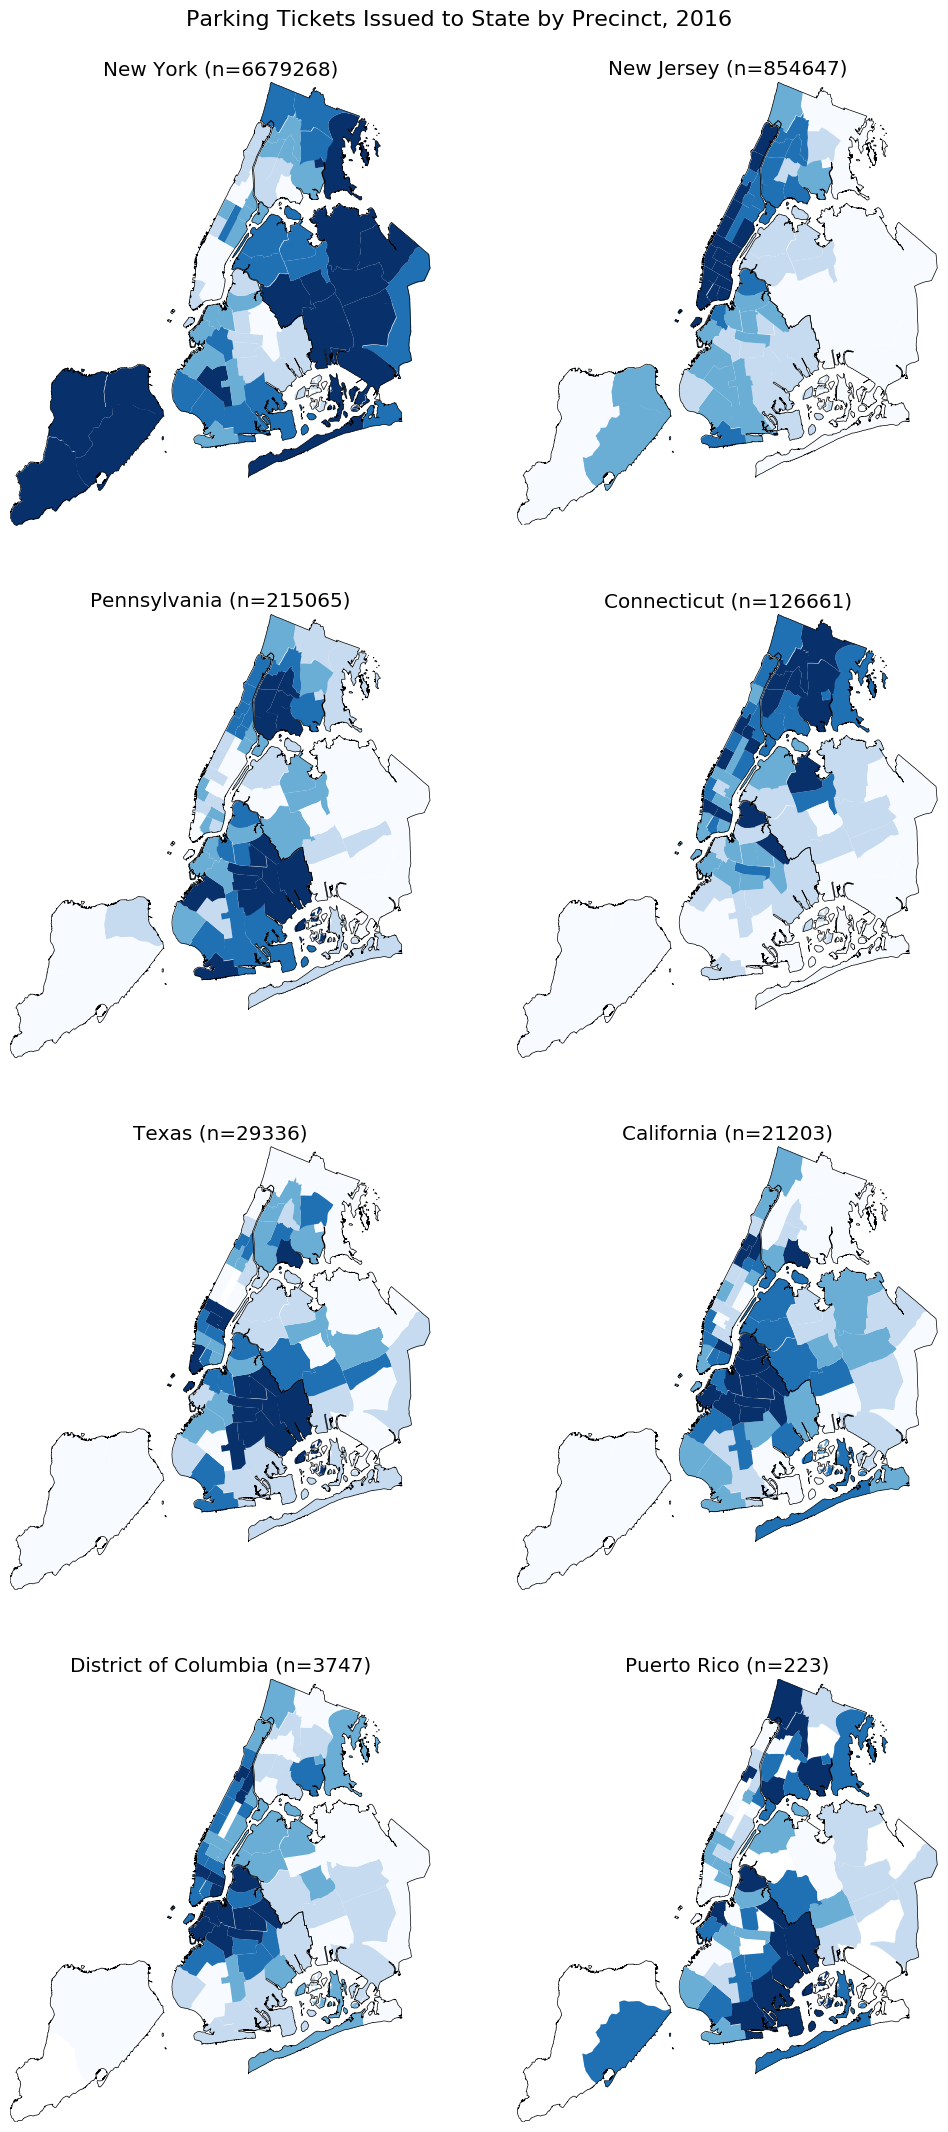 Parking Tickets Issued to State by Precinct, 2016
New York (n=6679268)
New Jersey (n=854647)
Pennsylvania (n=215065)
Connecticut (n=126661)
Texas (n=29336)
California (n=21203)
District of Columbia (n=3747)
Puerto Rico (n=223)